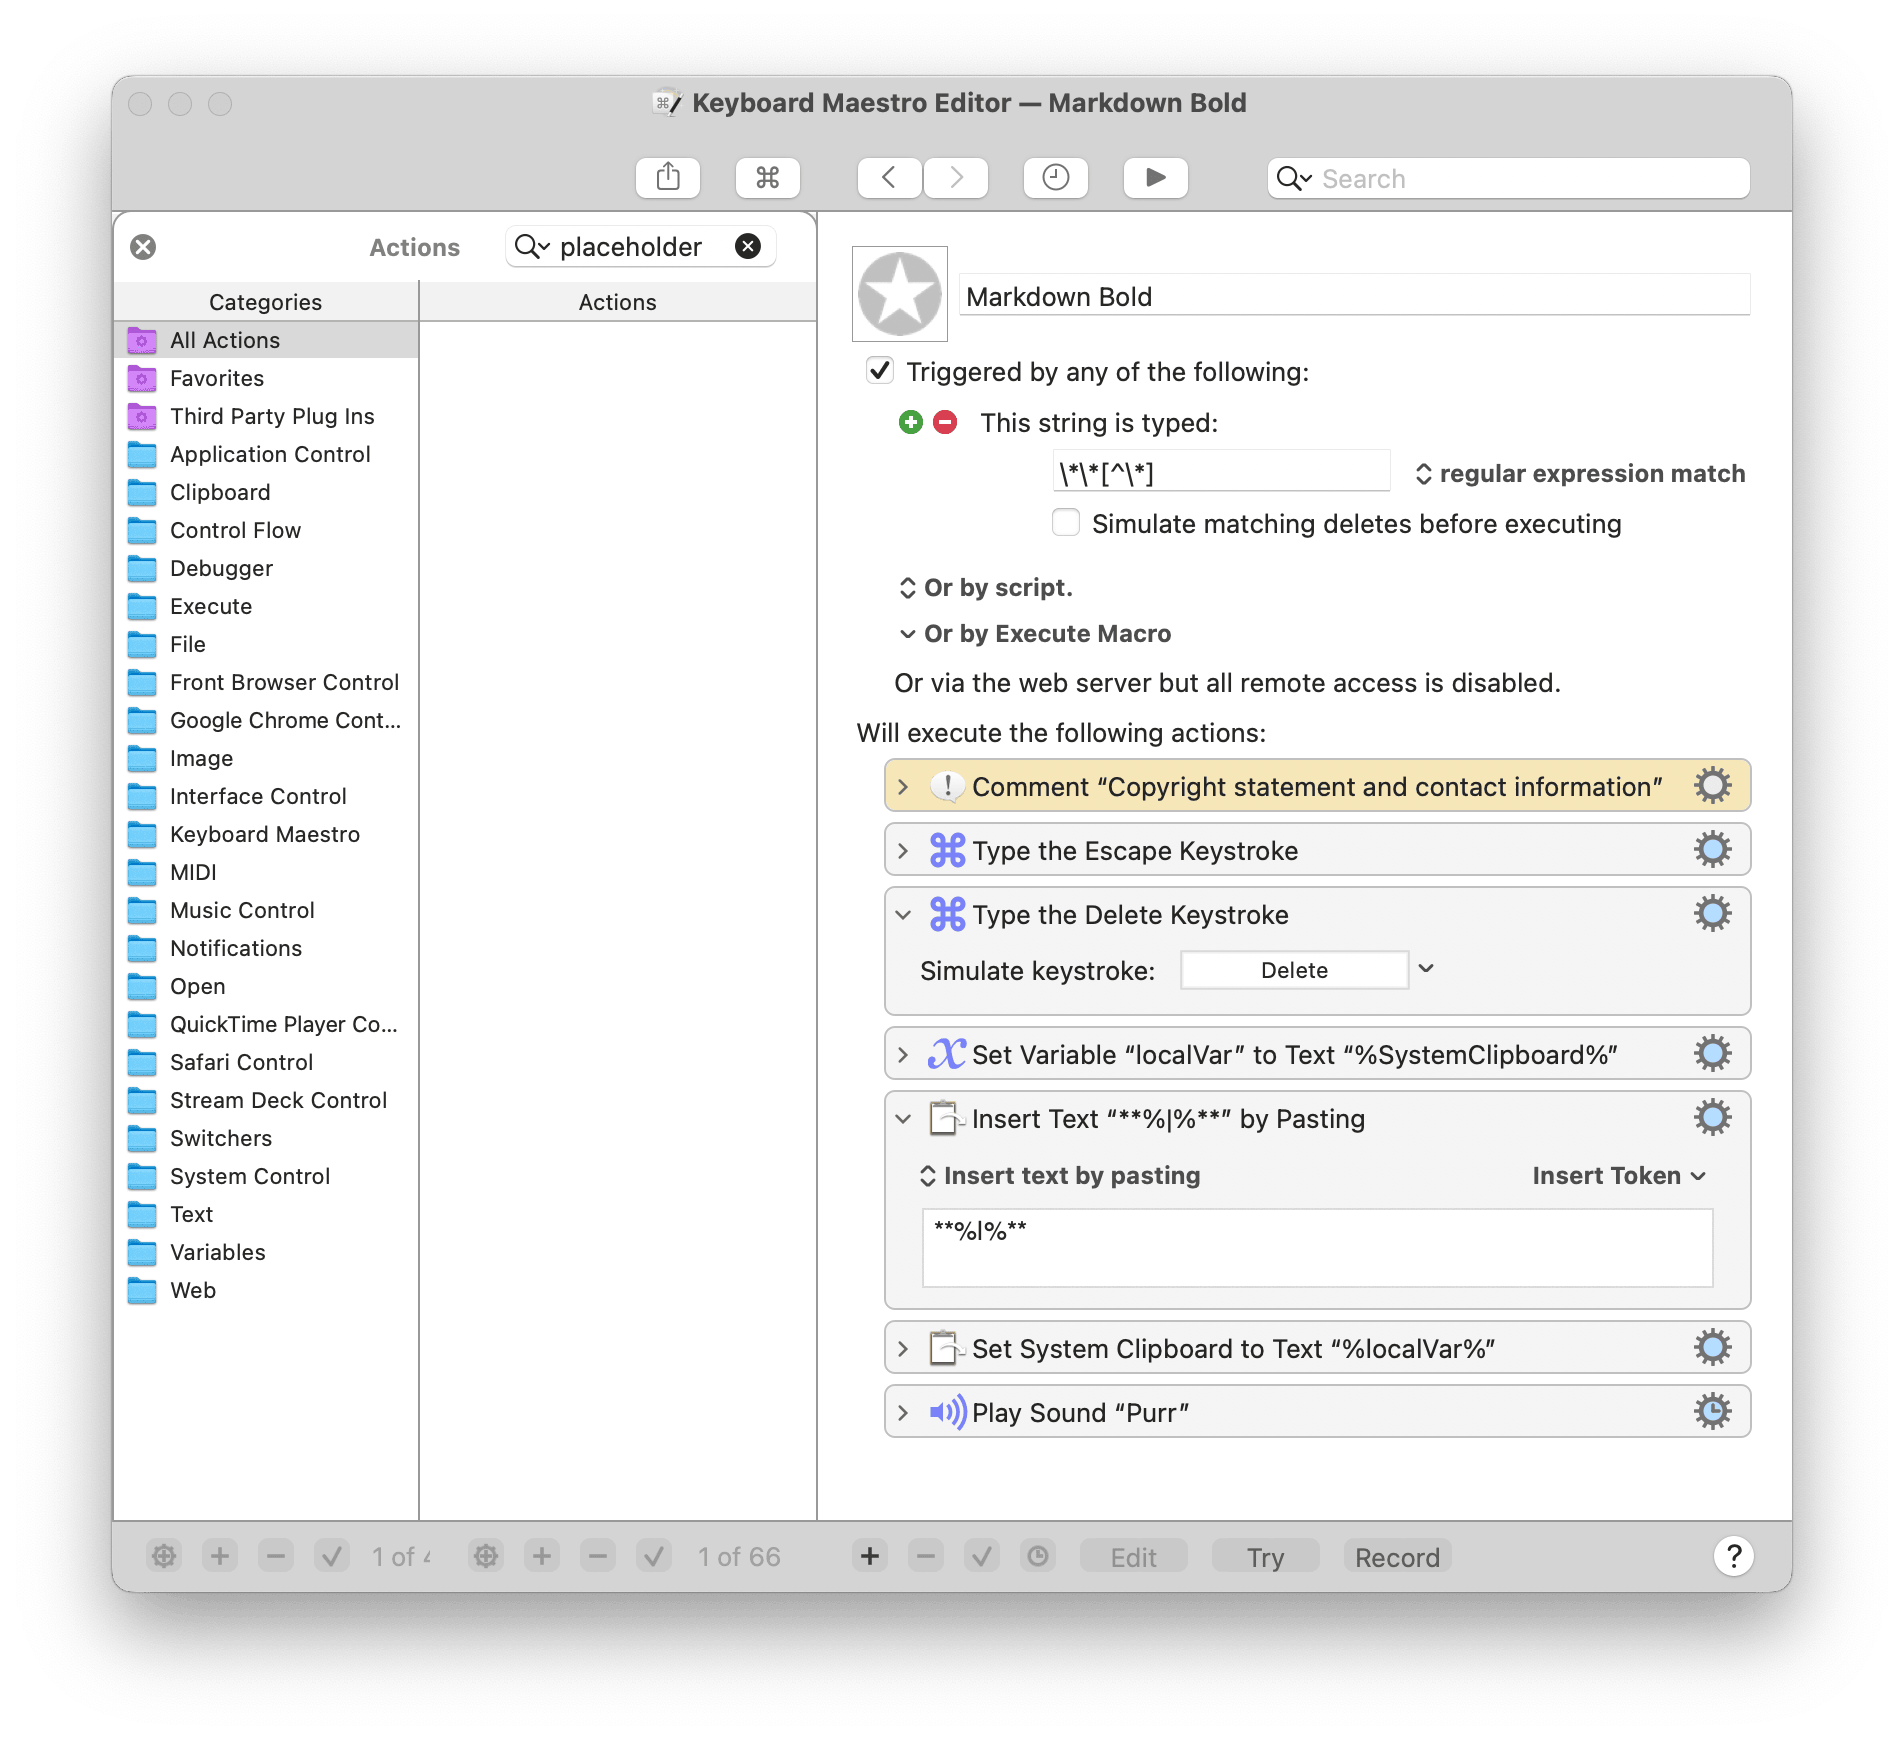 Keyboard Maestro Editor — Markdown Bold
Search
Actions
placeholder
Categories
Actions
All Actions
Favorites
Third Party Plug Ins
Application Control
Clipboard
Control Flow
Debugger
Execute
File
Front Browser Control
Google Chrome Cont...
Image
Interface Control
Keyboard Maestro
MIDI
Music Control
Notifications
Open
QuickTime Player Co...
Safari Control
Stream Deck Control
Switchers
System Control
Text
Variables
Web
Markdown Bold
Triggered by any of the following:
This string is typed:
\*\*[^\*]
regular expression match
Simulate matching deletes before executing
Or by script.
Or by Execute Macro
Or via the web server but all remote access is disabled.
Will execute the following actions:
Comment “Copyright statement and contact information”
Type the Escape Keystroke
Type the Delete Keystroke
Simulate keystroke: Delete
Set Variable “localVar” to Text “%SystemClipboard%”
Insert Text “**%|%**” by Pasting
Insert text by pasting Insert Token
**%|%**
Set System Clipboard to Text “%localVar%”
Play Sound “Purr”
1 of
1 of 66
Edit
Try
Record
?